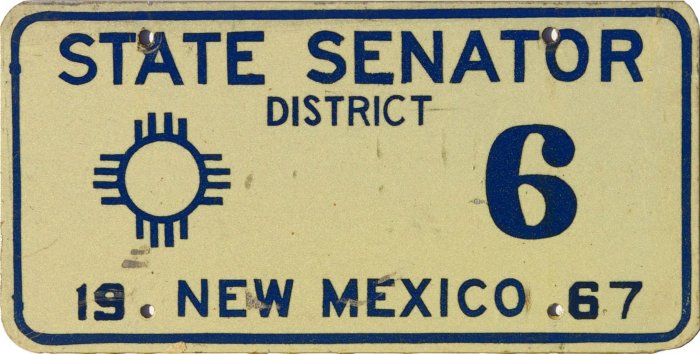 STATE SENATOR
DISTRICT
6
19 NEW MEXICO 67